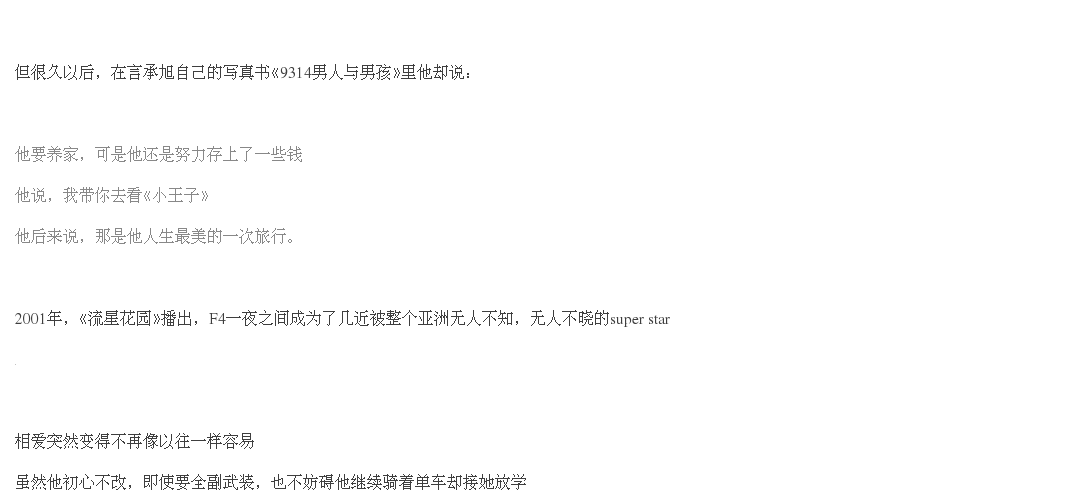 但很久以后，在言承旭自己的写真书《9314男人与男孩》里他却说：
他要养家，可是他还是努力存上了一些钱
他说，我带你去看《小王子》
他后来说，那是他人生最美的一次旅行。
2001年，《流星花园》播出，F4一夜之间成为了几近被整个亚洲无人不知，无人不晓的super star
相爱突然变得不再像以往一样容易
虽然他初心不改，即使要全副武装，也不妨碍他继续骑着单车却接她放学